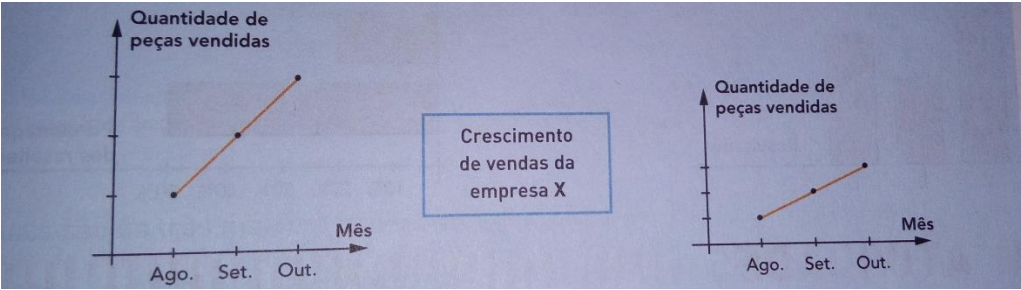 Quantidade de
peças vendidas
Mês
Ago. Set. Out.
Crescimento
de vendas da
empresa X
Quantidade de
peças vendidas
Mês
Ago. Set. Out.